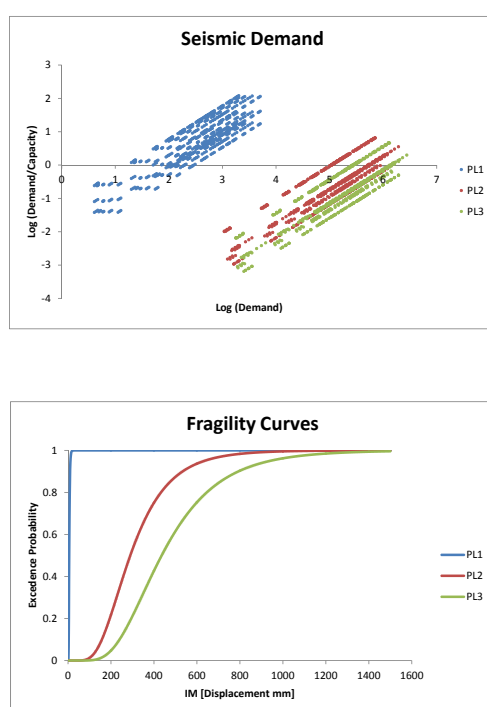 Seismic Demand
3
2
1
0
-1
-2
-3
-4
0 1 2 3 4 5 6 7
Log (Demand/Capacity)
Log (Demand)
PL1
PL2
PL3
Fragility Curves
1
0.8
0.6
0.4
0.2
0
0 200 400 600 800 1000 1200 1400 1600
Excedence Probability
IM [Displacement mm]
PL1
PL2
PL3